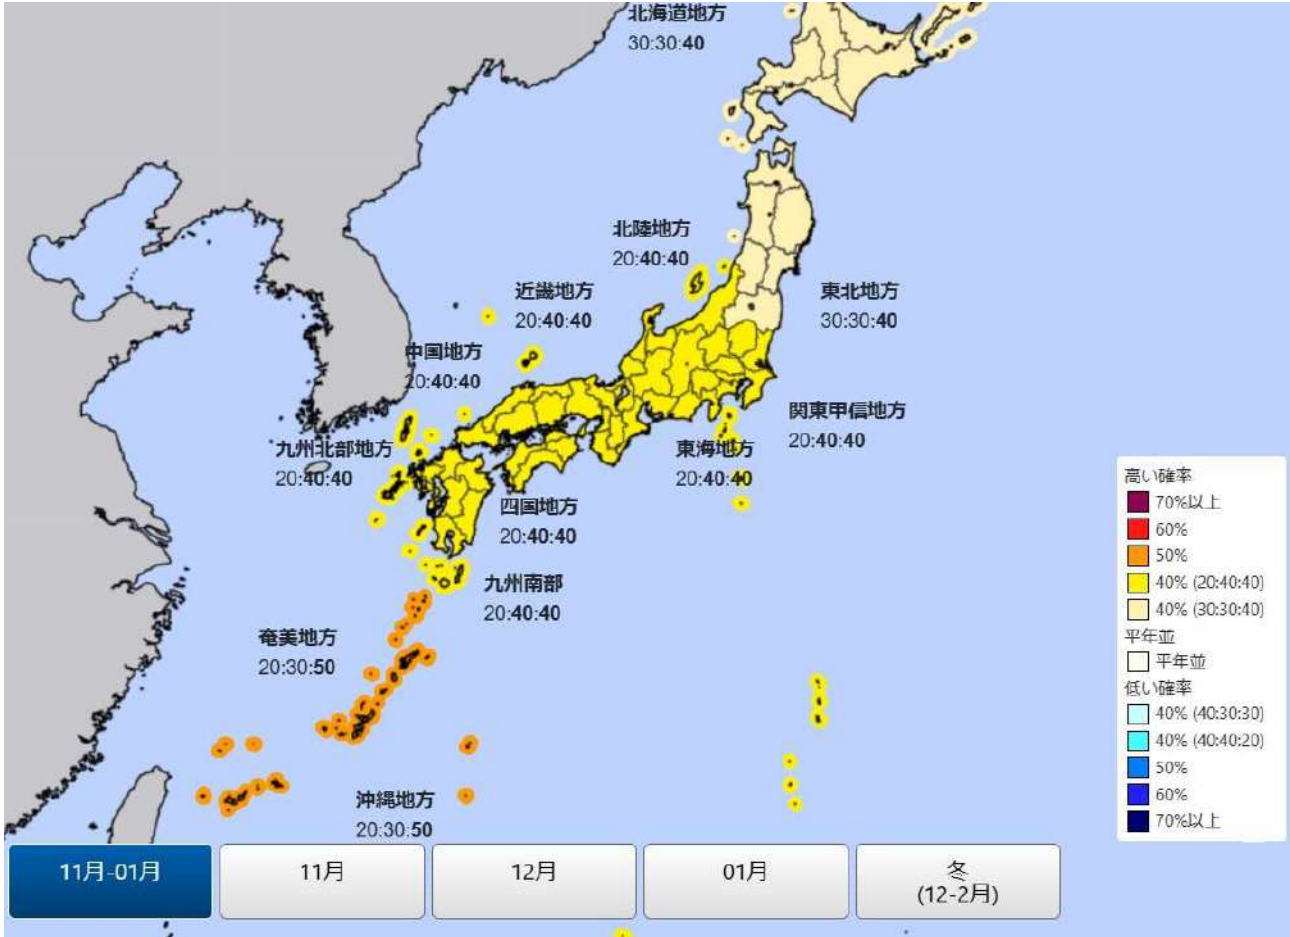 北海道地方
30:30:40
北陸地方
20:40:40
近畿地方
20:40:40
東北地方
30:30:40
中国地方
20:40:40
関東甲信地方
20:40:40
九州北部地方
20:40:40
東海地方
20:40:40
四国地方
20:40:40
九州南部
20:40:40
奄美地方
20:30:50
沖縄地方
20:30:50
高い確率
70%以上
60%
50%
40% (20:40:40)
40% (30:30:40)
平年並
平年並
低い確率
40% (40:30:30)
40% (40:40:20)
50%
60%
70%以上
11月-01月
11月
12月
01月
冬
(12-2月)